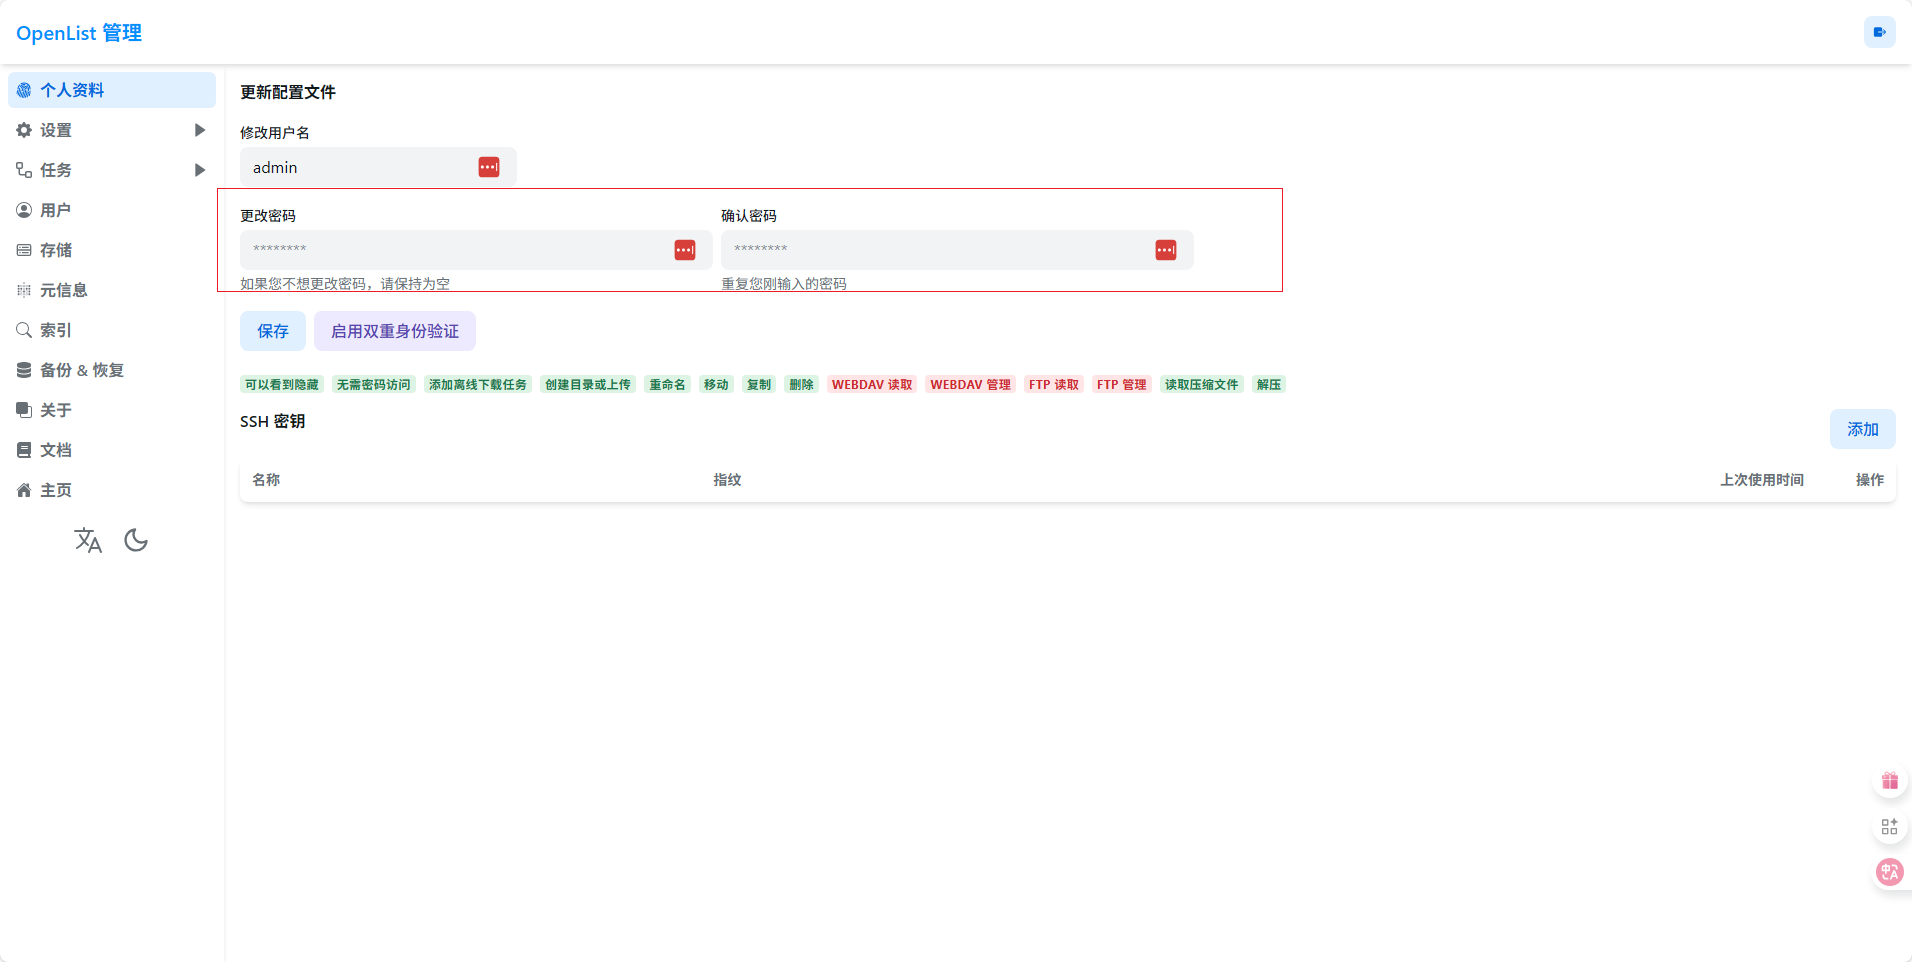 OpenList 管理
个人资料
设置
任务
用户
存储
元信息
索引
备份 & 恢复
关于
文档
主页
更新配置文件
修改用户名
admin
更改密码 确认密码
******** ********
如果您不想更改密码，请保持为空 重复您刚输入的密码
保存 启用双重身份验证
可以看到隐藏 无需密码访问 添加离线下载任务 创建目录或上传 重命名 移动 复制 删除 WEBDAV 读取 WEBDAV 管理 FTP 读取 FTP 管理 读取压缩文件 解压
SSH 密钥 添加
名称 指纹 上次使用时间 操作